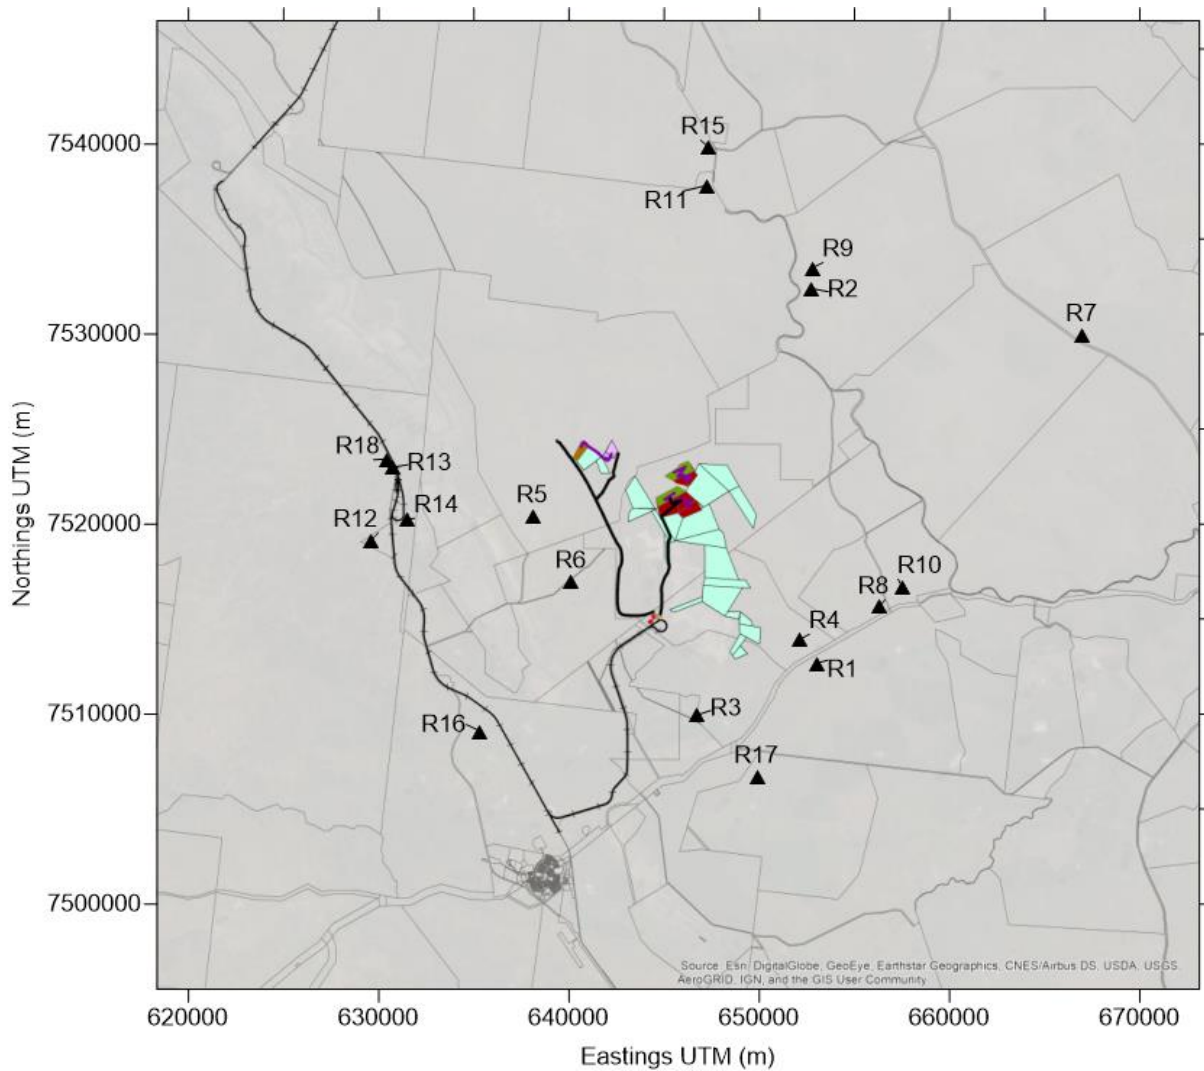 R15
7540000
R11
R9
R2
R7
7530000
R18
R13
R5
R14
R12
7520000
R6
R10
R8
R4
R1
R3
7510000
R16
R17
7500000
Northings UTM (m)
Source: Esri, DigitalGlobe, GeoEye, Earthstar Geographics, CNES/Airbus DS, USDA, USGS,
AeroGRID, IGN, and the GIS User Community
620000 630000 640000 650000 660000 670000
Eastings UTM (m)